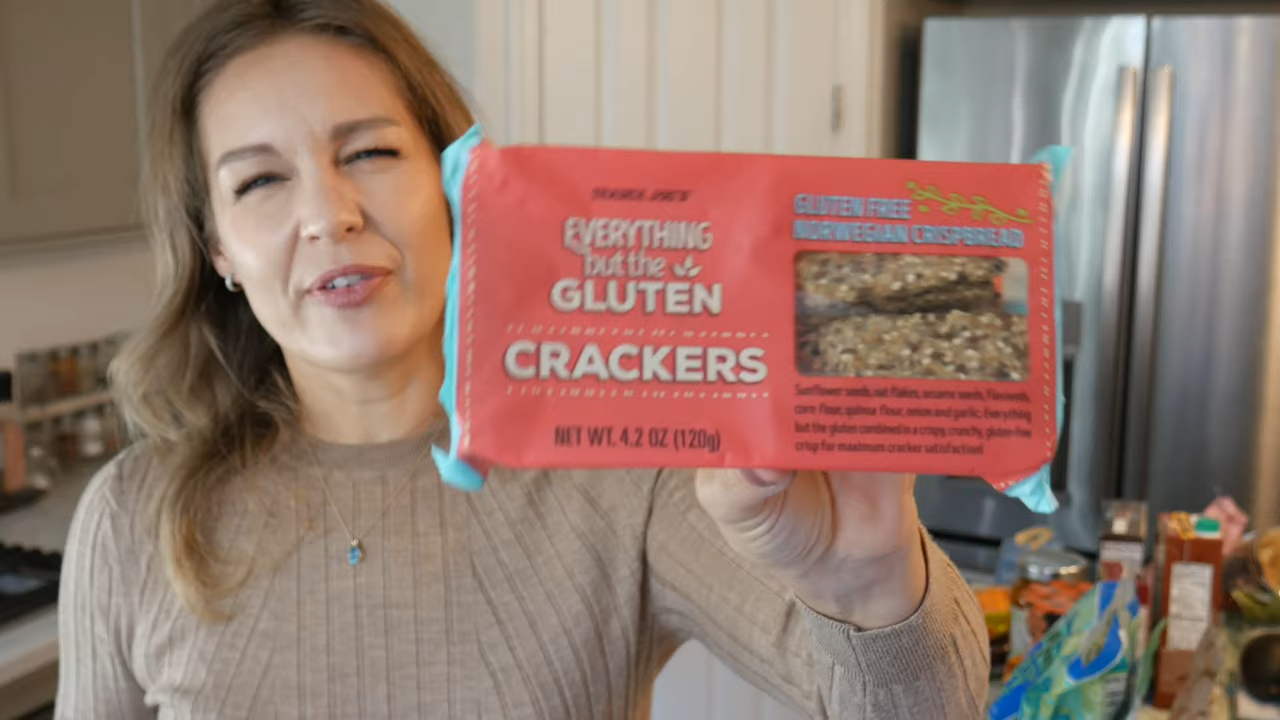 TRADER JOE'S
EVERYTHING
but the
GLUTEN
CRACKERS
NET WT. 4.2 OZ (120g)
GLUTEN FREE
NORWEGIAN CRISPBREAD
Sunflower seeds, oat flakes, sesame seeds, flaxseeds,
corn flour, quinoa flour, onion and garlic. Everything
but the gluten combined in a crispy, crunchy, gluten-free
crisp for maximum cracker satisfaction!